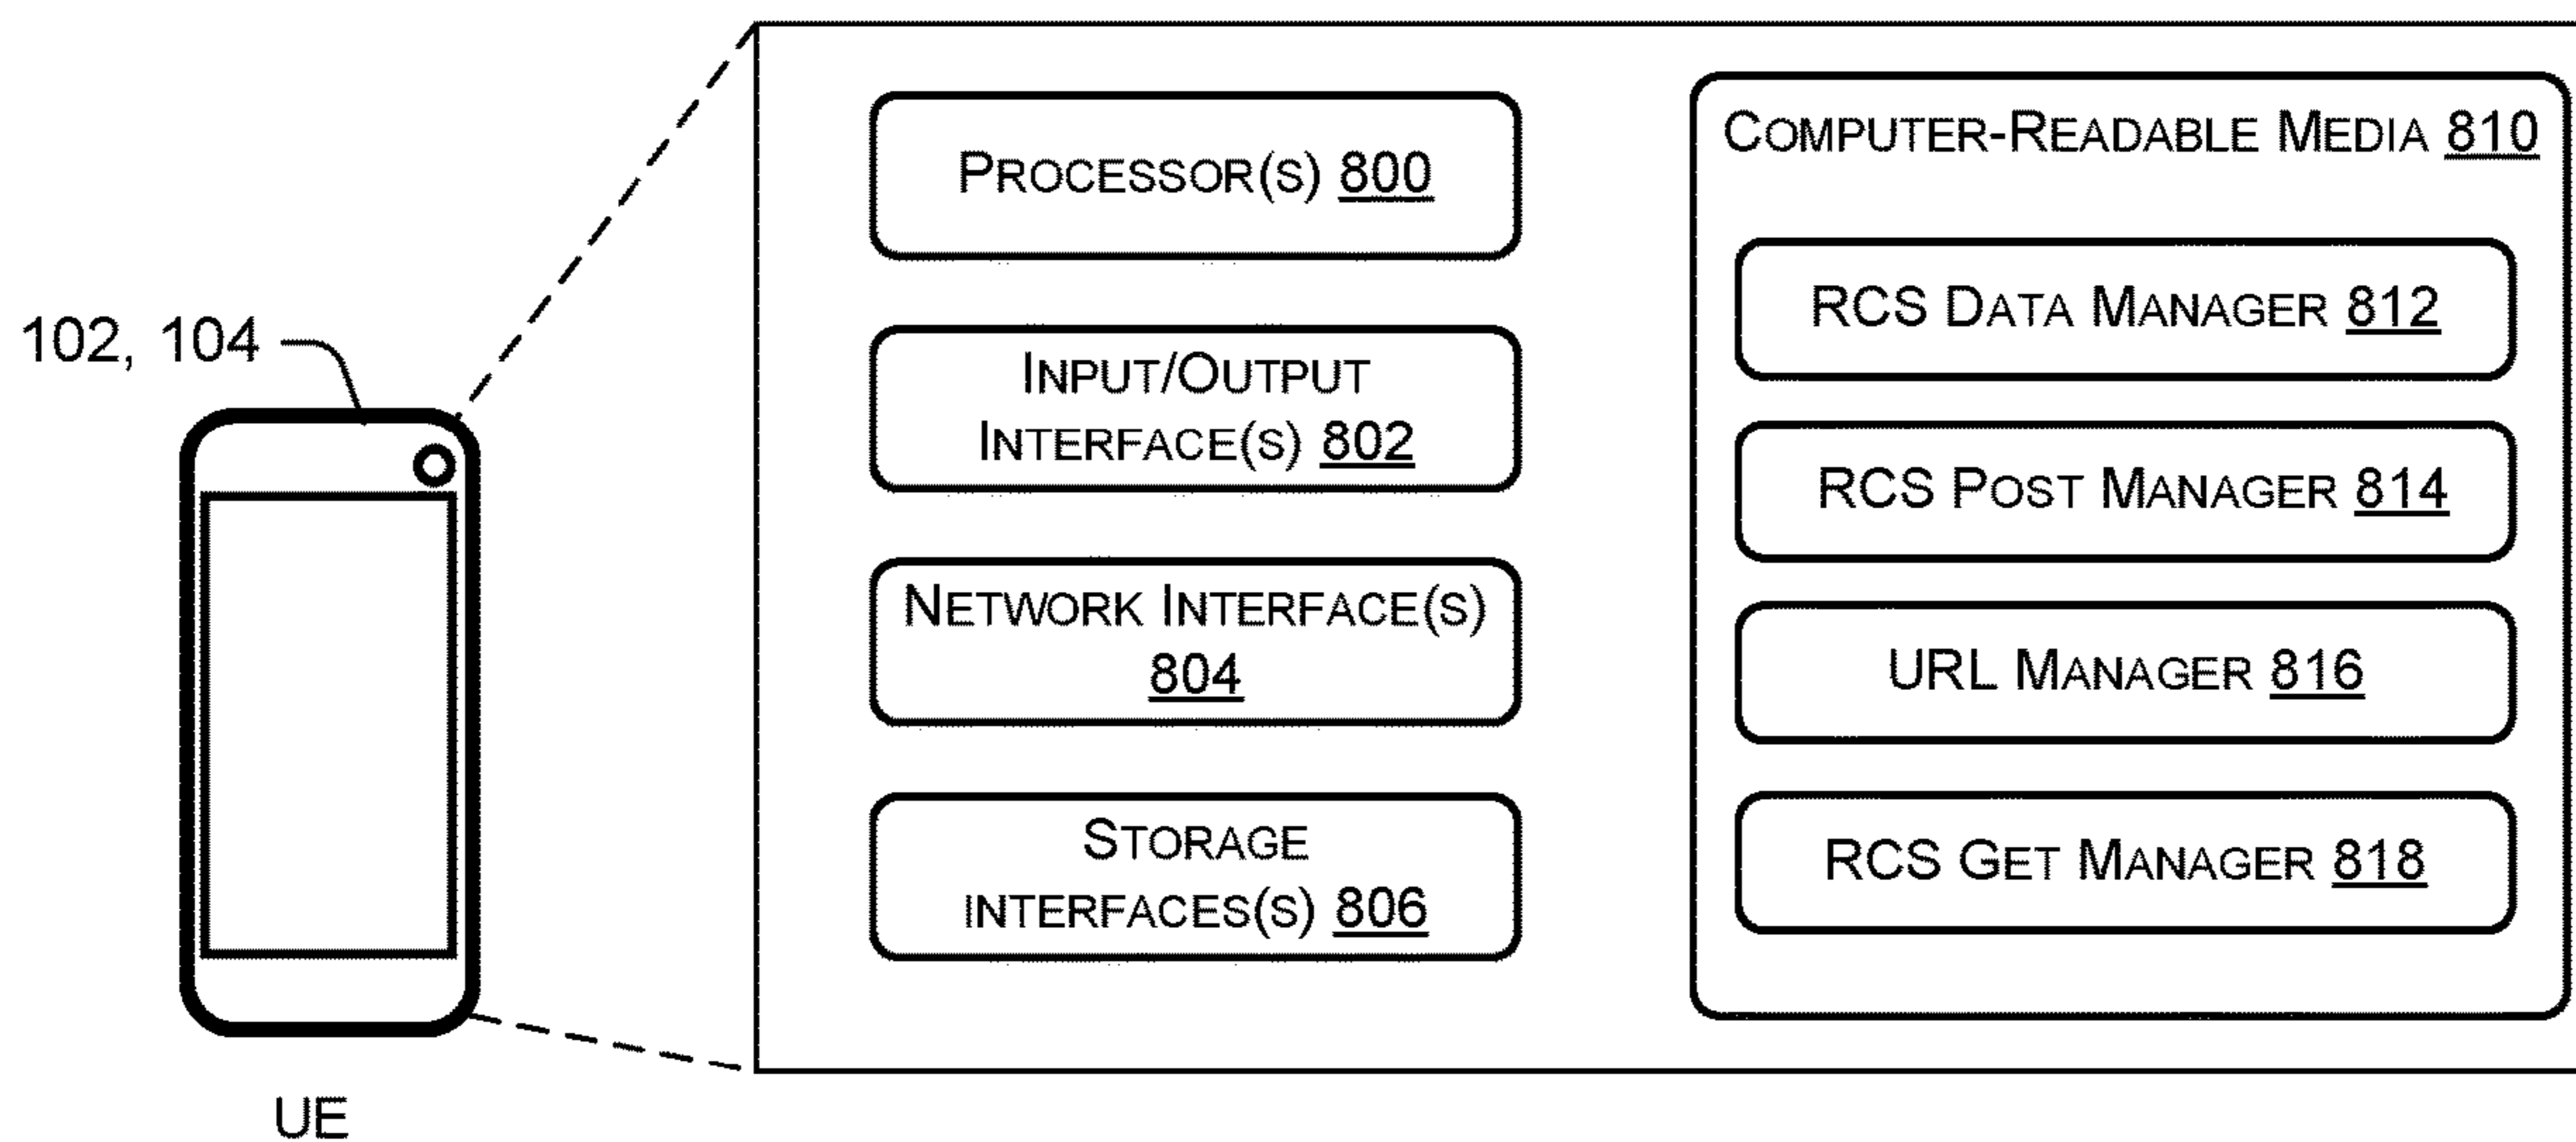 102, 104
UE
PROCESSOR(S) 800
INPUT/OUTPUT
INTERFACE(S) 802
NETWORK INTERFACE(S)
804
STORAGE
INTERFACES(S) 806
COMPUTER-READABLE MEDIA 810
RCS DATA MANAGER 812
RCS POST MANAGER 814
URL MANAGER 816
RCS GET MANAGER 818